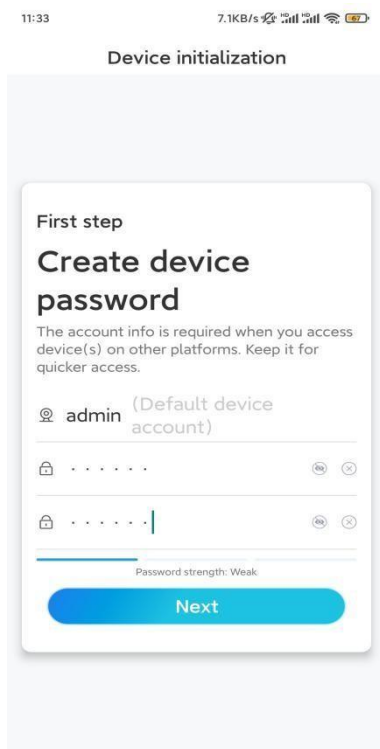 11:33
7.1KB/s
67
Device initialization
First step
Create device
password
The account info is required when you access
device(s) on other platforms. Keep it for
quicker access.
admin (Default device
account)
······
······
Password strength: Weak
Next